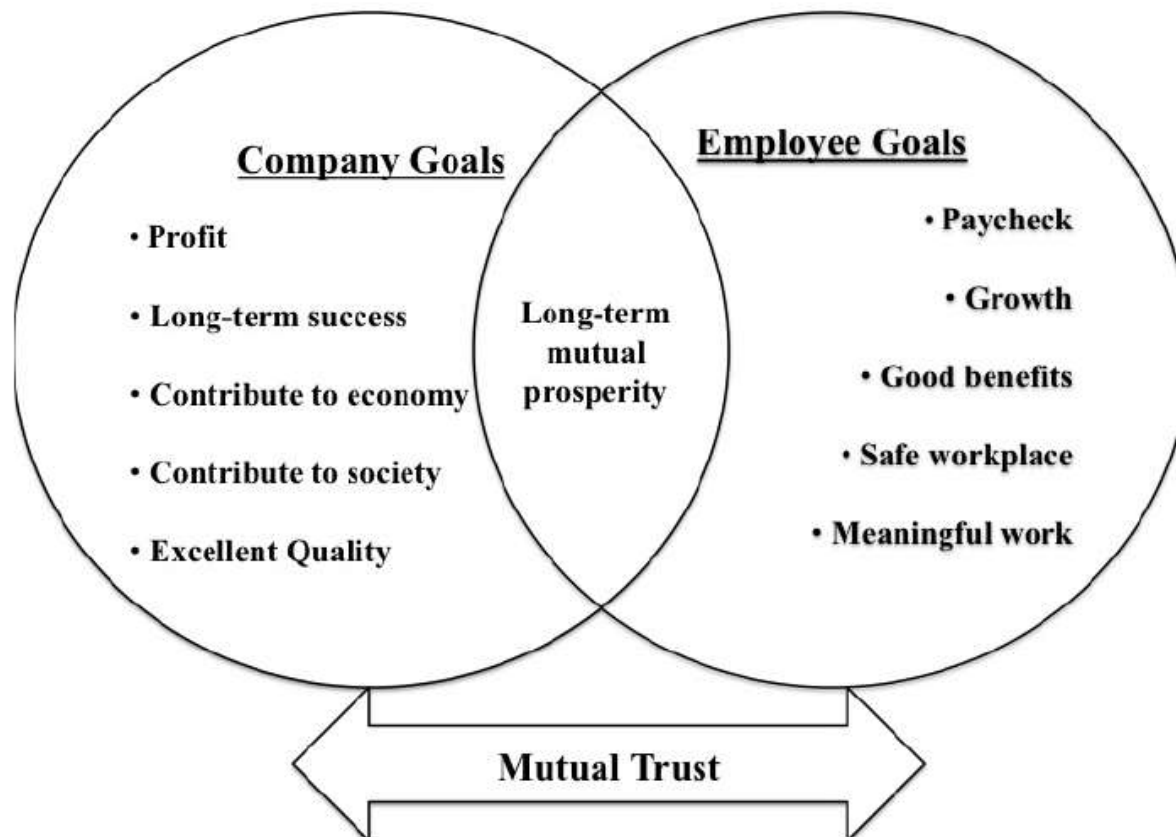 Company Goals
• Profit
• Long-term success
• Contribute to economy
• Contribute to society
• Excellent Quality
Long-term
mutual
prosperity
Employee Goals
• Paycheck
• Growth
• Good benefits
• Safe workplace
• Meaningful work
Mutual Trust